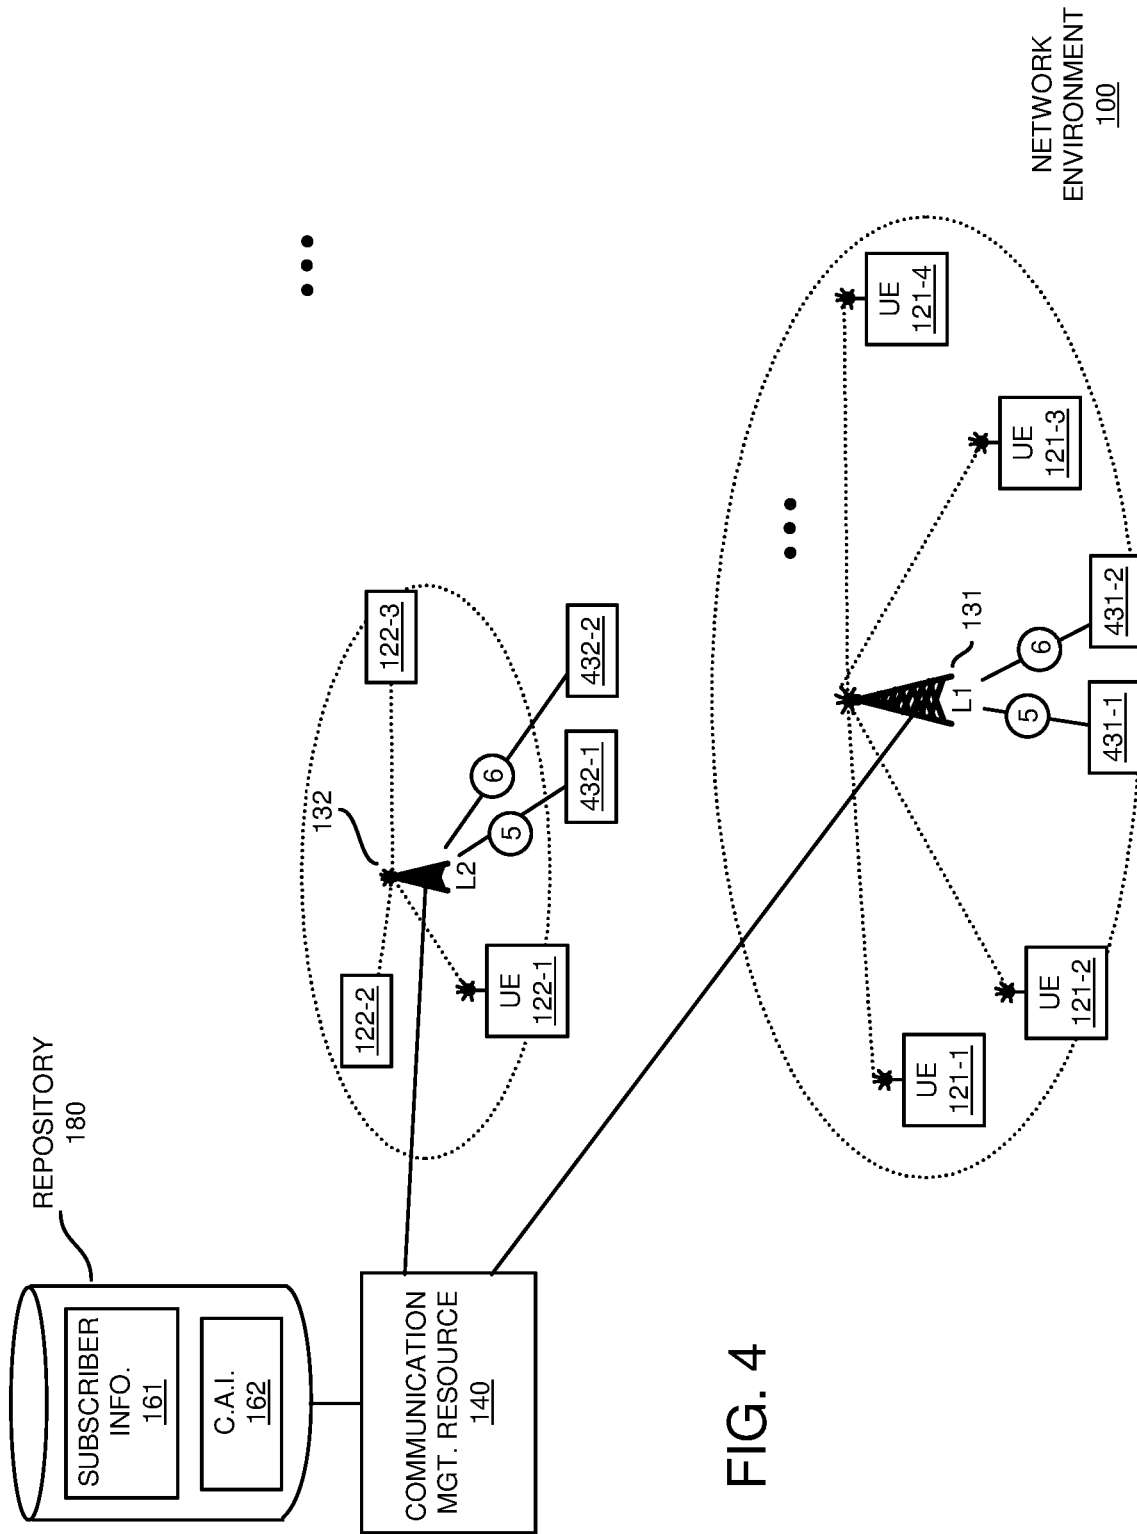 REPOSITORY
180
SUBSCRIBER
INFO.
161
C.A.I.
162
COMMUNICATION
MGT. RESOURCE
140
132
122-2
122-3
UE
122-1
L2
5
6
432-1
432-2
131
L1
UE
121-1
UE
121-2
5
6
431-1
431-2
UE
121-3
UE
121-4
NETWORK
ENVIRONMENT
100
FIG. 4